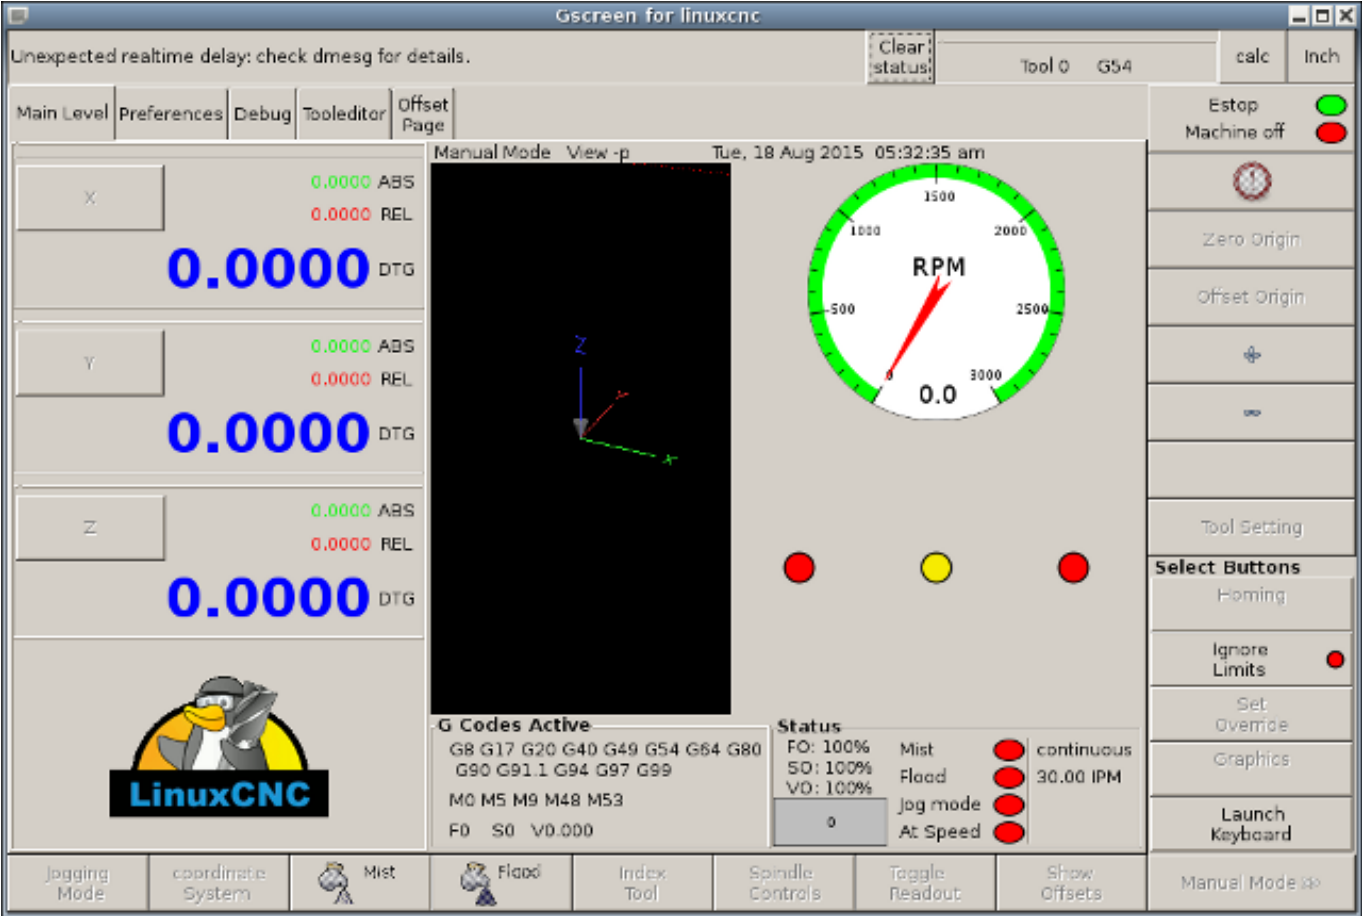 Gscreen for linuxcnc
Unexpected realtime delay: check dmesg for details.
Clear
status
Tool 0 G54
calc
Inch
Main Level
Preferences
Debug
Tooleditor
Offset
Page
Estop
Machine off
Manual Mode View -p Tue, 18 Aug 2015 05:32:35 am
X
0.0000 ABS
0.0000 REL
0.0000 DTG
Y
0.0000 ABS
0.0000 REL
0.0000 DTG
Z
0.0000 ABS
0.0000 REL
0.0000 DTG
LinuxCNC
Z
Y
X
1500
1000
2000
RPM
500
2500
0
3000
0.0
Zero Origin
Offset Origin
Tool Setting
Select Buttons
Homing
Ignore
Limits
Set
Override
Graphics
Launch
Keyboard
G Codes Active
G8 G17 G20 G40 G49 G54 G64 G80
G90 G91.1 G94 G97 G99
M0 M5 M9 M48 M53
F0 S0 V0.000
Status
FO: 100%
SO: 100%
VO: 100%
0
Mist
Flood
Jog mode
At Speed
continuous
30.00 IPM
Jogging
Mode
coordinate
System
Mist
Flood
Index
Tool
Spindle
Controls
Toggle
Readout
Show
Offsets
Manual Mode >>